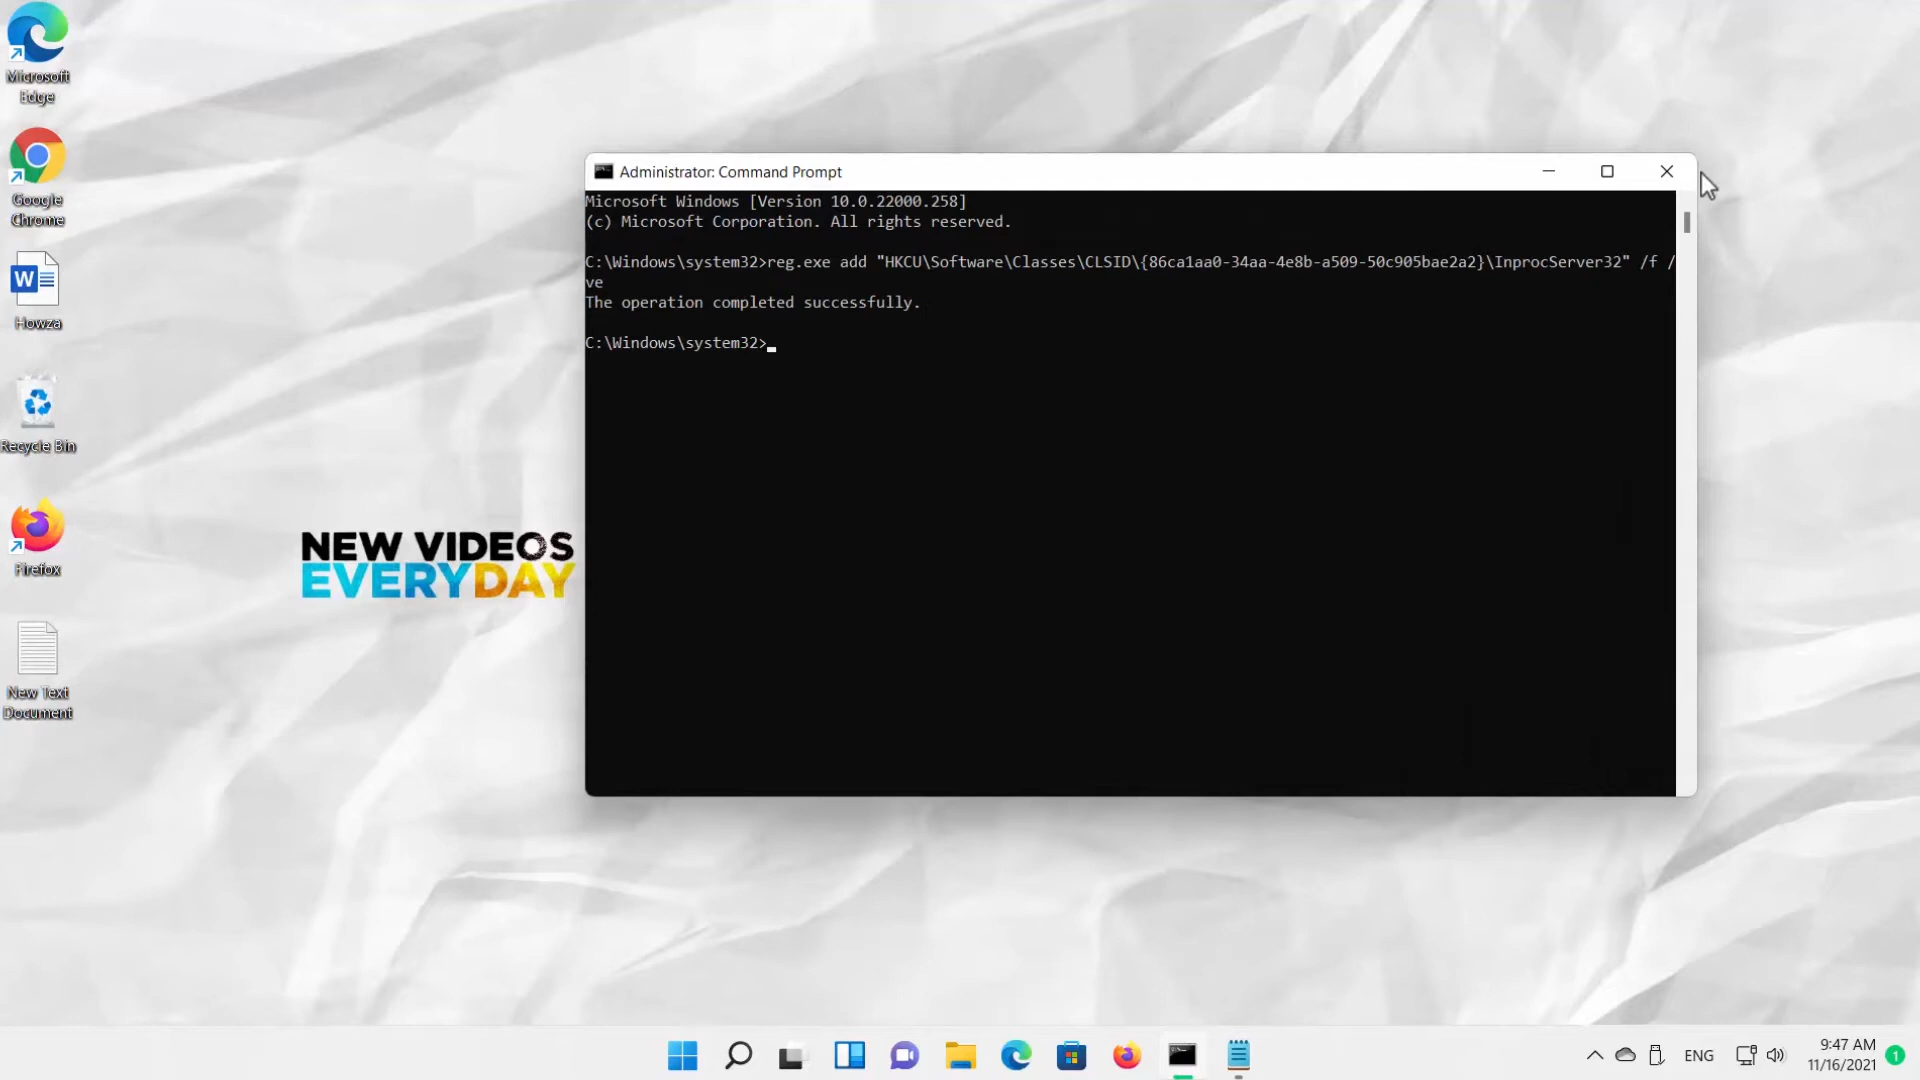 Microsoft
Edge
Google
Chrome
Howza
Recycle Bin
Firefox
New Text
Document
NEW VIDEOS
EVERYDAY
Administrator: Command Prompt
Microsoft Windows [Version 10.0.22000.258]
(c) Microsoft Corporation. All rights reserved.
C:\Windows\system32>reg.exe add "HKCU\Software\Classes\CLSID\{86ca1aa0-34aa-4e8b-a509-50c905bae2a2}\InprocServer32" /f /
ve
The operation completed successfully.
C:\Windows\system32>
ENG
9:47 AM
11/16/2021
1